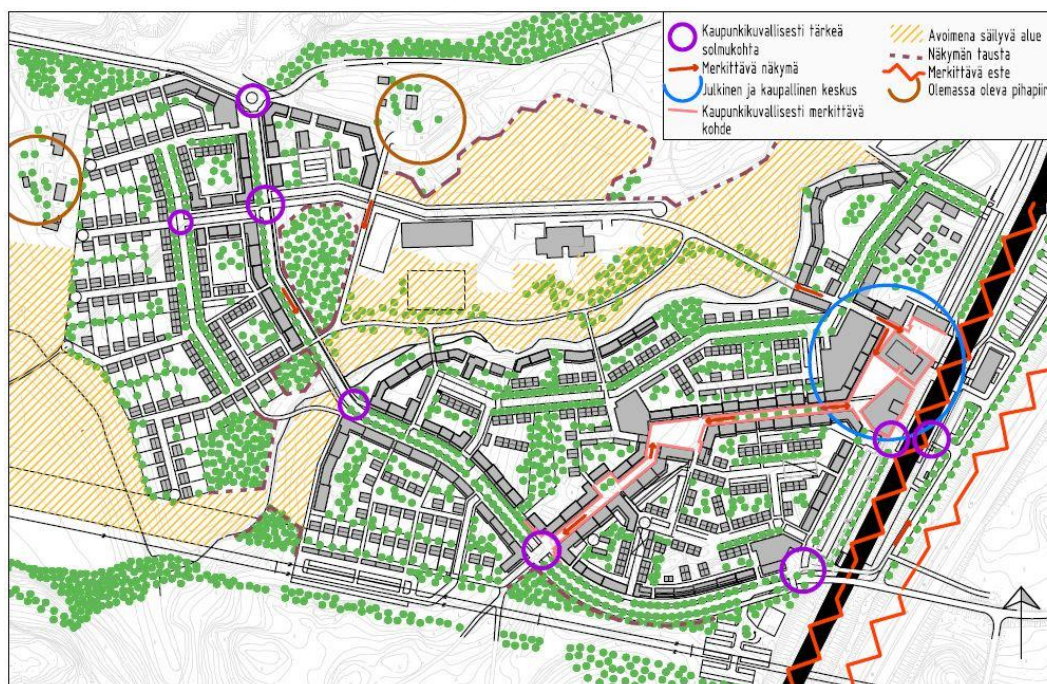 Kaupunkikuvallisesti tärkeä
solmukohta
Merkittävä näkymä
Julkinen ja kaupallinen keskus
Kaupunkikuvallisesti merkittävä
kohde
Avoimena säilyvä alue
Näkymän tausta
Merkittävä este
Olemassa oleva pihapiiri